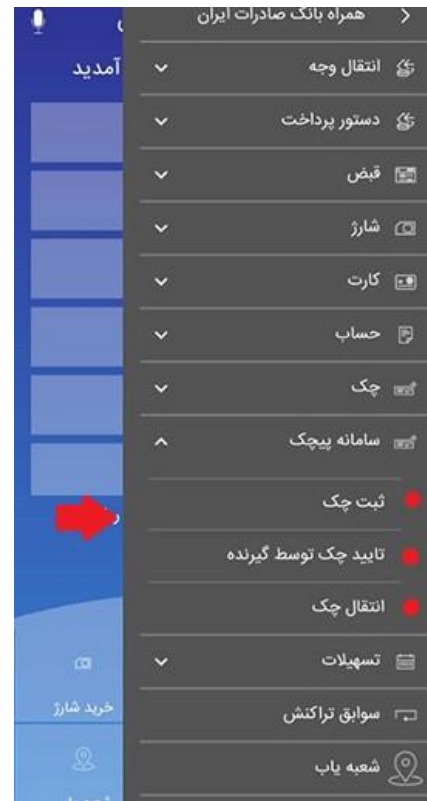 همراه بانک صادرات ایران
آمدید
انتقال وجه
دستور پرداخت
قبض
شارژ
کارت
حساب
چک
سامانه پیچک
ثبت چک
تایید چک توسط گیرنده
انتقال چک
تسهیلات
خرید شارژ
سوابق تراکنش
شعبه یاب